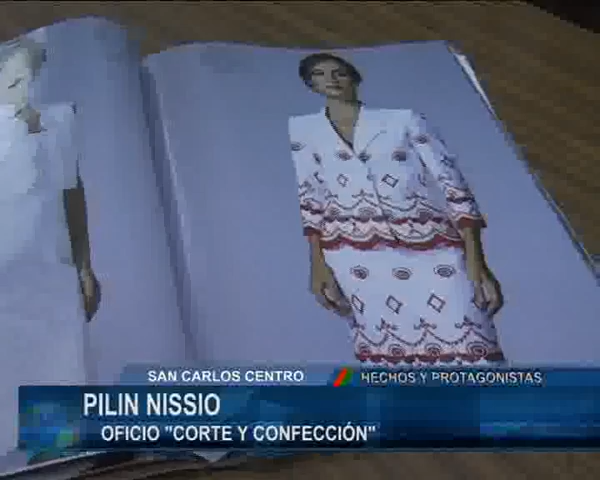 SAN CARLOS CENTRO
HECHOS Y PROTAGONISTAS
PILIN NISSIO
OFICIO "CORTE Y CONFECCIÓN"